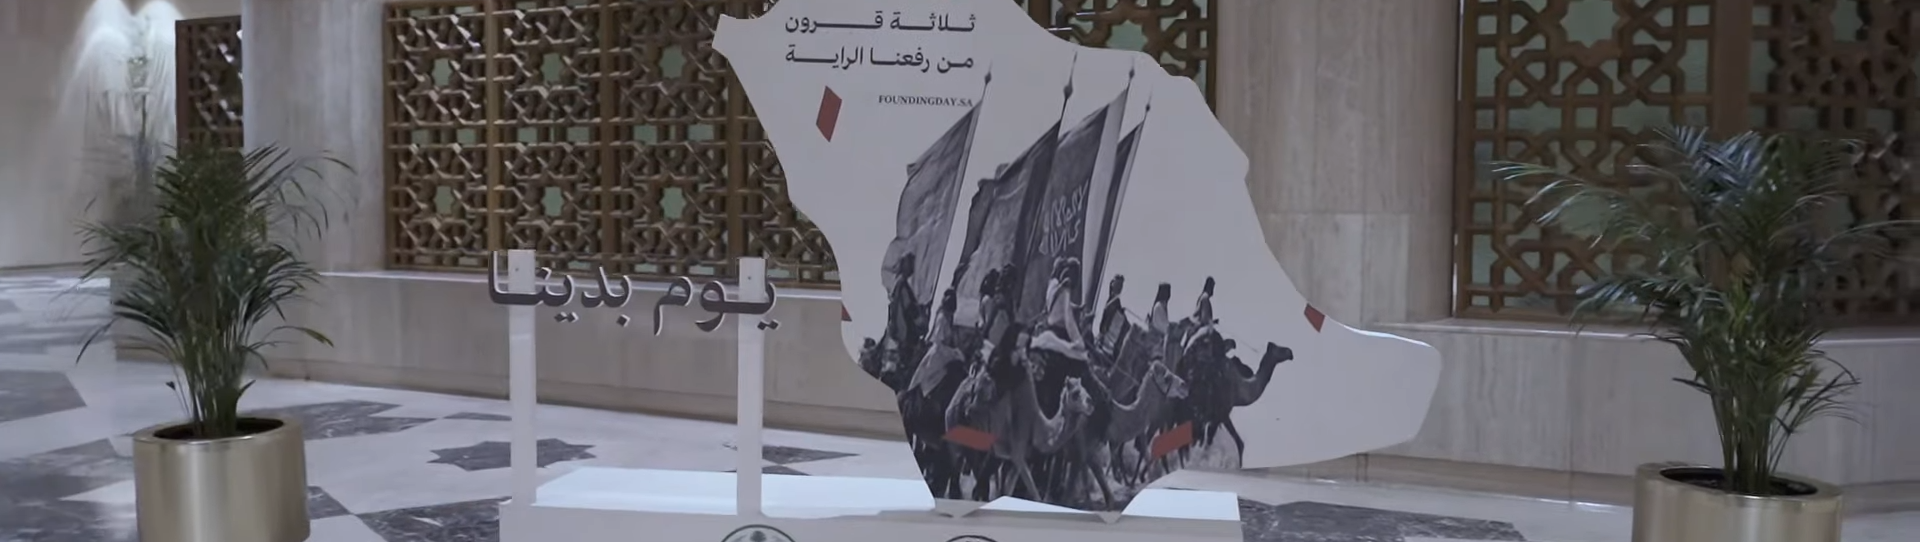 ثلاثة قرون
من رفعنا الراية
FOUNDINGDAY.SA
يوم بدينا